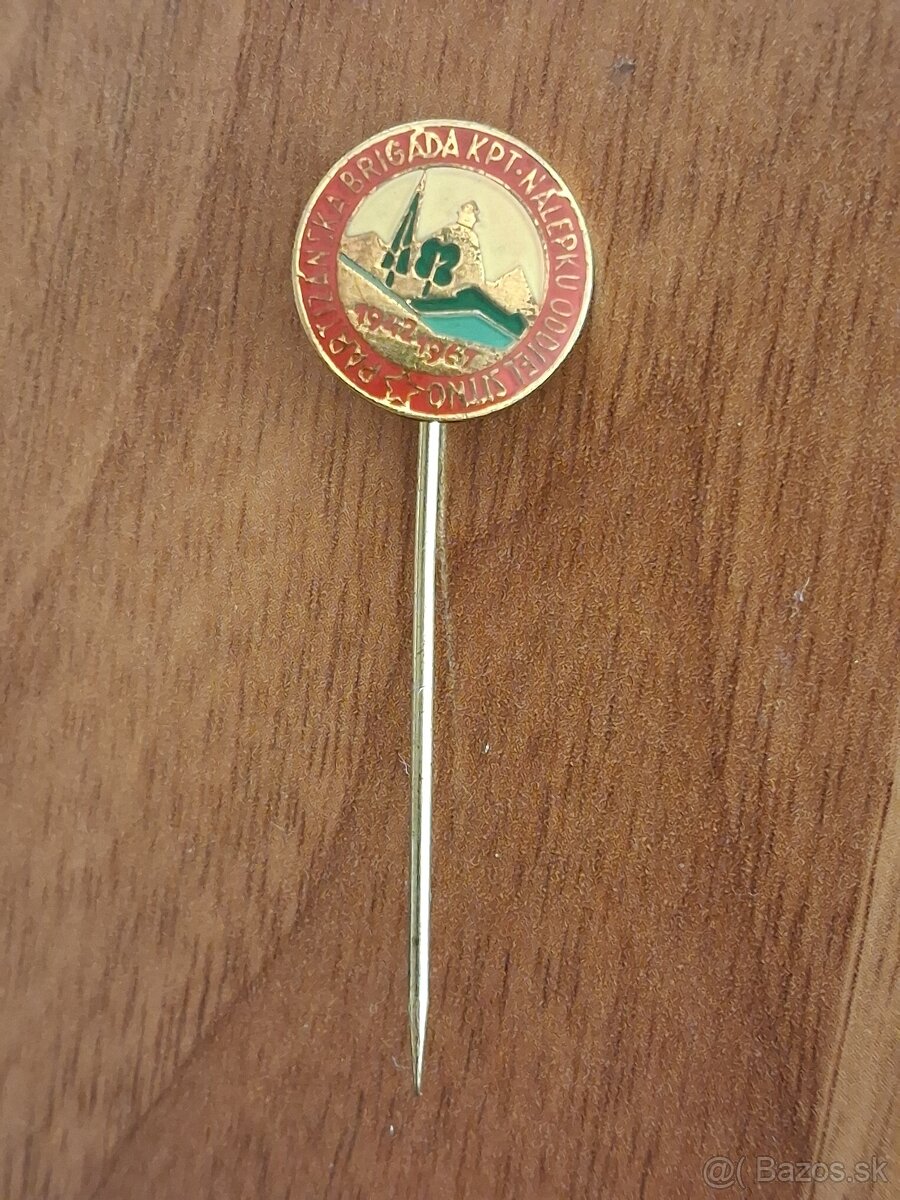 PARTIZÁNSKA BRIGÁDA KPT. NÁLEPKU ODDIEL SITNO
1942-1967
@( Bazos.sk